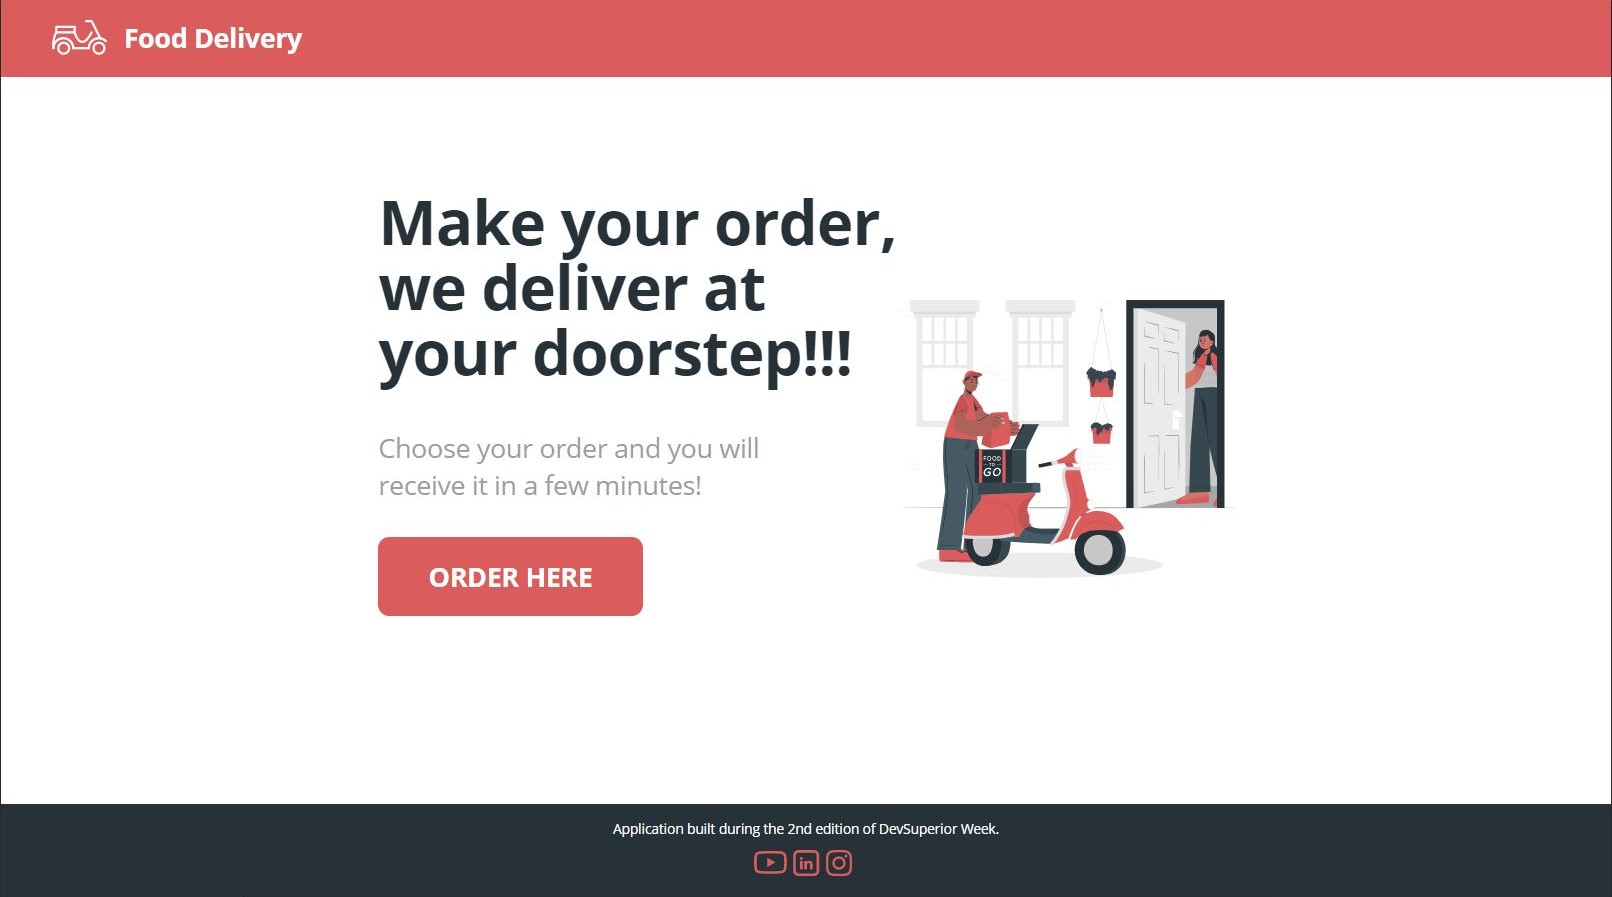 Food Delivery
Make your order,
we deliver at
your doorstep!!!
Choose your order and you will
receive it in a few minutes!
ORDER HERE
FOOD
TO
GO
Application built during the 2nd edition of DevSuperior Week.
in